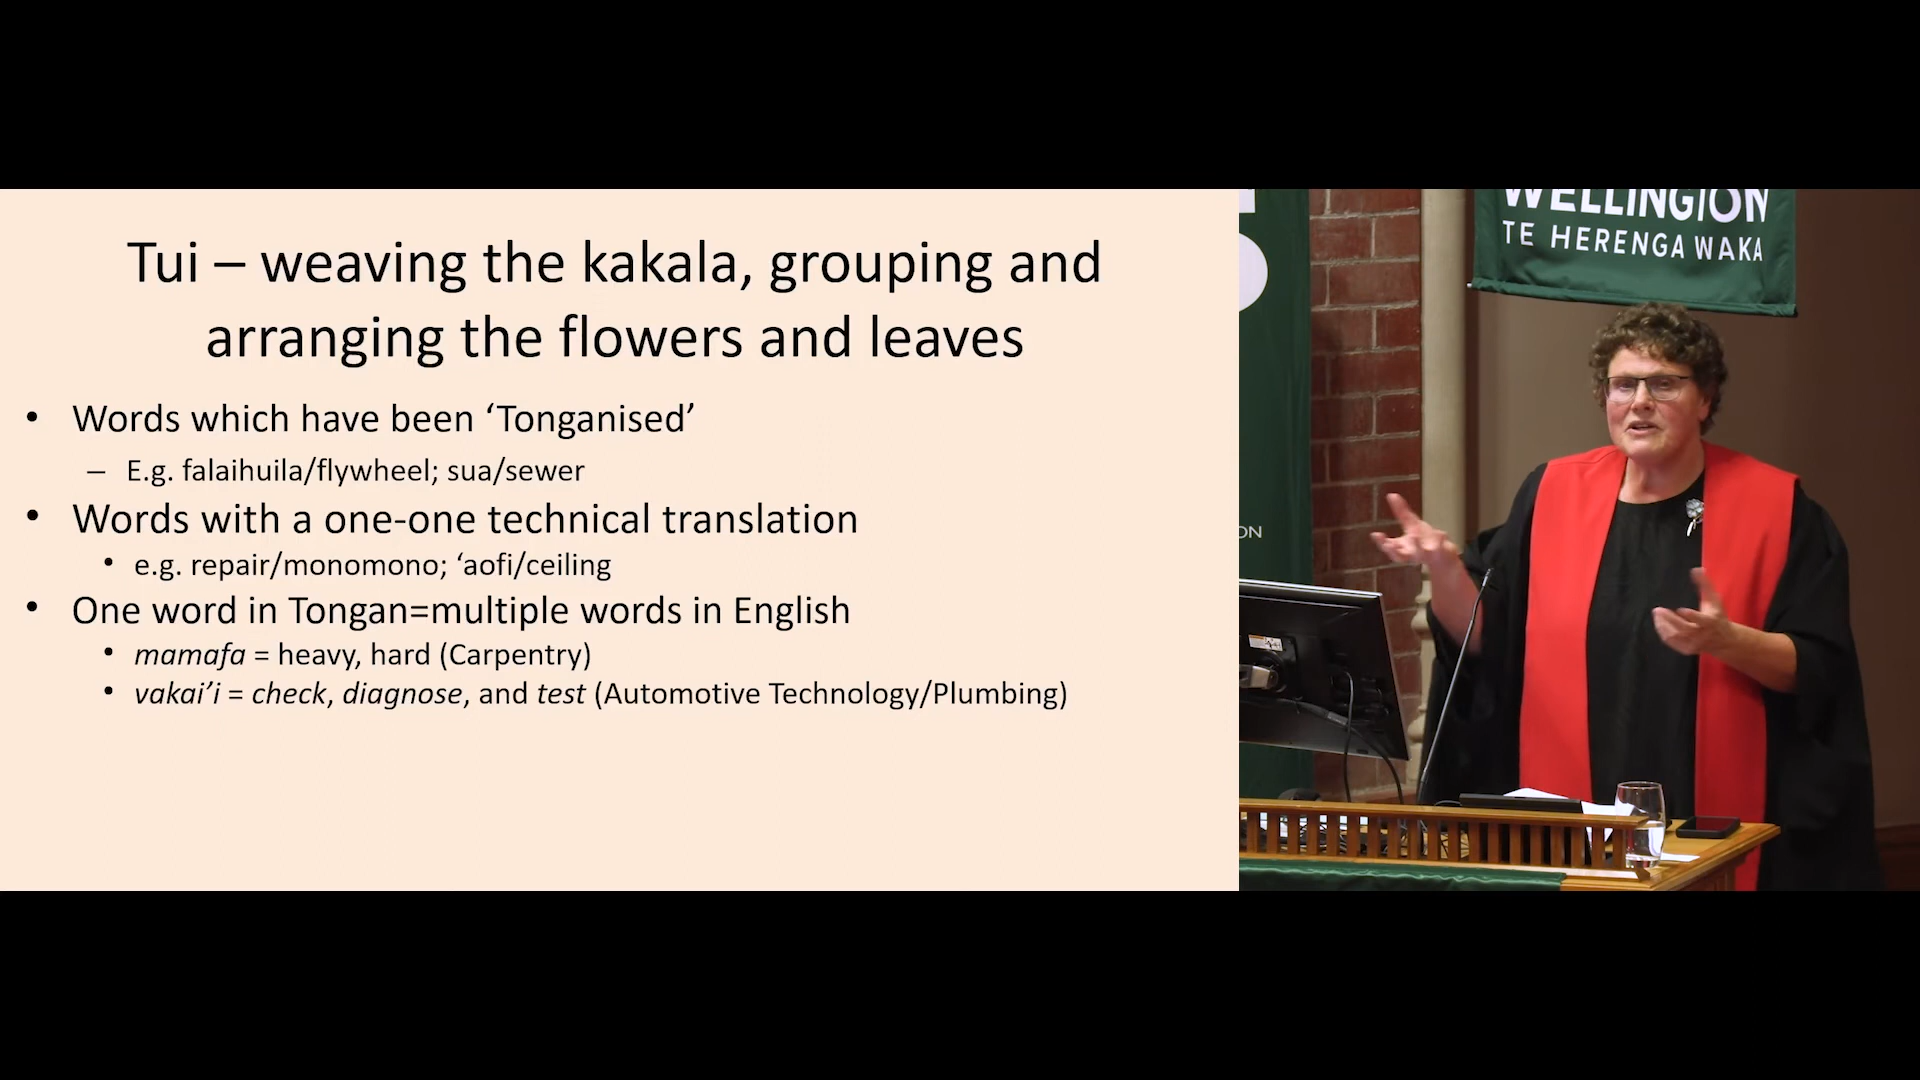 Tui – weaving the kakala, grouping and
arranging the flowers and leaves
• Words which have been ‘Tonganised’
– E.g. falaihuila/flywheel; sua/sewer
• Words with a one-one technical translation
• e.g. repair/monomono; ‘aofi/ceiling
• One word in Tongan=multiple words in English
• mamafa = heavy, hard (Carpentry)
• vakai’i = check, diagnose, and test (Automotive Technology/Plumbing)
WELLINGTON
TE HERENGA WAKA
ON